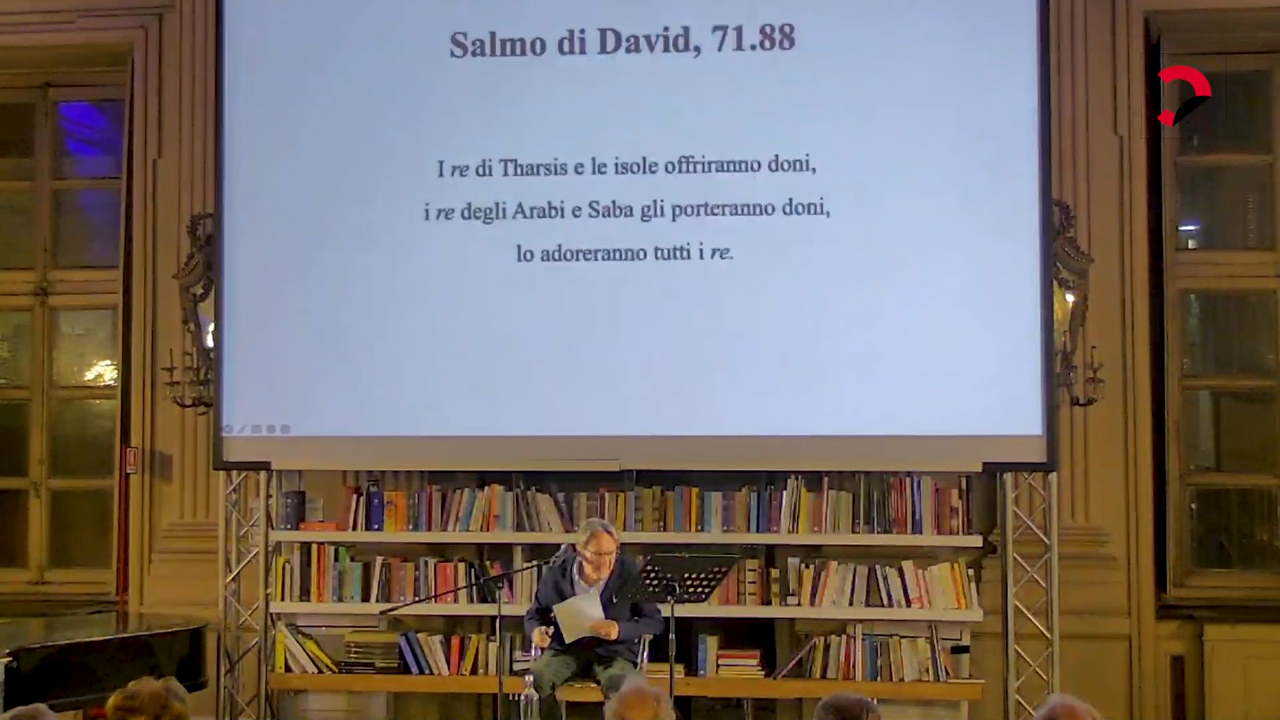 Salmo di David, 71.88
I re di Tharsis e le isole offriranno doni,
i re degli Arabi e Saba gli porteranno doni,
lo adoreranno tutti i re.